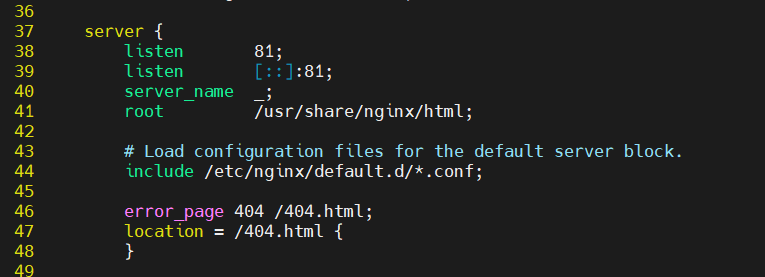 36
37     server {
38         listen       81;
39         listen       [::]:81;
40         server_name  _;
41         root         /usr/share/nginx/html;
42
43         # Load configuration files for the default server block.
44         include /etc/nginx/default.d/*.conf;
45
46         error_page 404 /404.html;
47         location = /404.html {
48         }
49